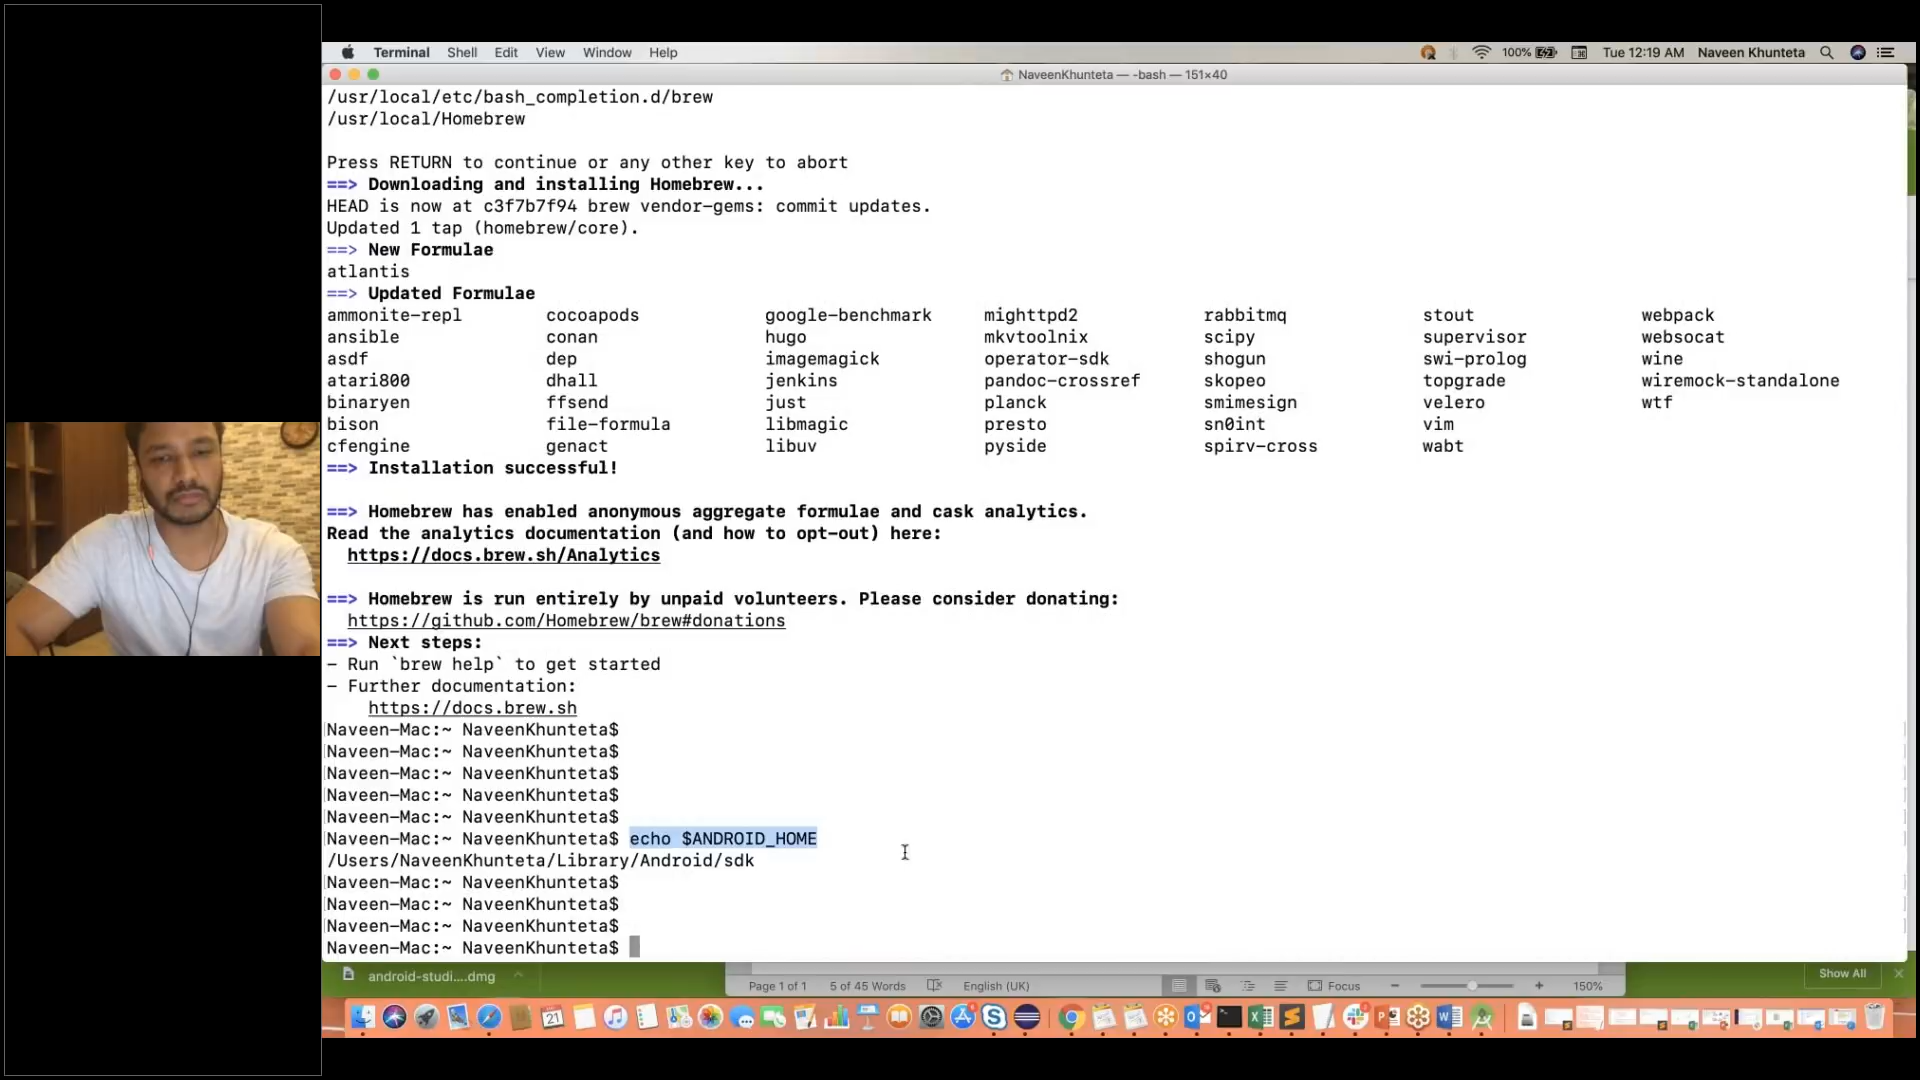 Terminal Shell Edit View Window Help 100% Tue 12:19 AM Naveen Khunteta
NaveenKhunteta — -bash — 151×40
/usr/local/etc/bash_completion.d/brew
/usr/local/Homebrew
Press RETURN to continue or any other key to abort
==> Downloading and installing Homebrew...
HEAD is now at c3f7b7f94 brew vendor-gems: commit updates.
Updated 1 tap (homebrew/core).
==> New Formulae
atlantis
==> Updated Formulae
ammonite-repl cocoapods google-benchmark mighttpd2 rabbitmq stout webpack
ansible conan hugo mkvtoolnix scipy supervisor websocat
asdf dep imagemagick operator-sdk shogun swi-prolog wine
atari800 dhall jenkins pandoc-crossref skopeo topgrade wiremock-standalone
binaryen ffsend just planck smimesign velero wtf
bison file-formula libmagic presto sn0int vim
cfengine genact libuv pyside spirv-cross wabt
==> Installation successful!
==> Homebrew has enabled anonymous aggregate formulae and cask analytics.
Read the analytics documentation (and how to opt-out) here:
https://docs.brew.sh/Analytics
==> Homebrew is run entirely by unpaid volunteers. Please consider donating:
https://github.com/Homebrew/brew#donations
==> Next steps:
- Run `brew help` to get started
- Further documentation:
https://docs.brew.sh
Naveen-Mac:~ NaveenKhunteta$
Naveen-Mac:~ NaveenKhunteta$
Naveen-Mac:~ NaveenKhunteta$
Naveen-Mac:~ NaveenKhunteta$
Naveen-Mac:~ NaveenKhunteta$
Naveen-Mac:~ NaveenKhunteta$ echo $ANDROID_HOME
/Users/NaveenKhunteta/Library/Android/sdk
Naveen-Mac:~ NaveenKhunteta$
Naveen-Mac:~ NaveenKhunteta$
Naveen-Mac:~ NaveenKhunteta$
Naveen-Mac:~ NaveenKhunteta$
android-studi....dmg Show All
Page 1 of 1 5 of 45 Words English (UK) Focus 150%
21